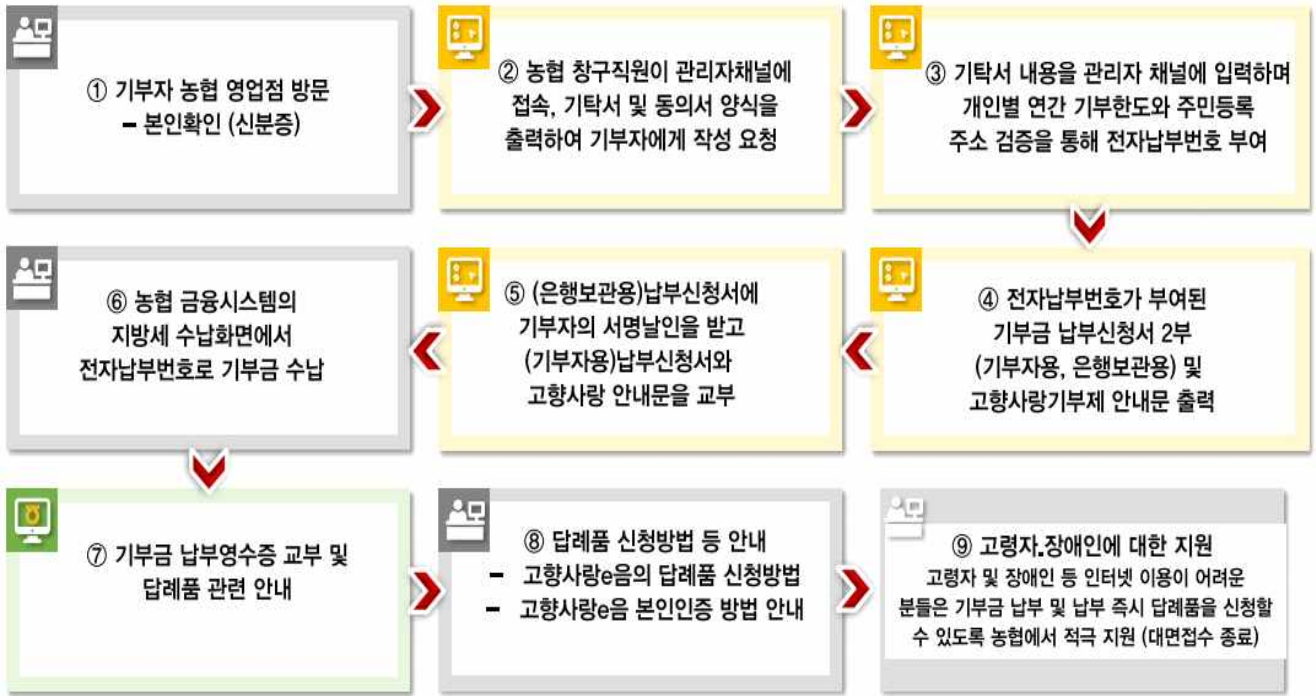 ① 기부자 농협 영업점 방문
– 본인확인 (신분증)
② 농협 창구직원이 관리자채널에
접속, 기탁서 및 동의서 양식을
출력하여 기부자에게 작성 요청
③ 기탁서 내용을 관리자 채널에 입력하며
개인별 연간 기부한도와 주민등록
주소 검증을 통해 전자납부번호 부여
④ 전자납부번호가 부여된
기부금 납부신청서 2부
(기부자용, 은행보관용) 및
고향사랑기부제 안내문 출력
⑤ (은행보관용)납부신청서에
기부자의 서명날인을 받고
(기부자용)납부신청서와
고향사랑 안내문을 교부
⑥ 농협 금융시스템의
지방세 수납화면에서
전자납부번호로 기부금 수납
⑦ 기부금 납부영수증 교부 및
답례품 관련 안내
⑧ 답례품 신청방법 등 안내
– 고향사랑e음의 답례품 신청방법
– 고향사랑e음 본인인증 방법 안내
⑨ 고령자.장애인에 대한 지원
고령자 및 장애인 등 인터넷 이용이 어려운
분들은 기부금 납부 및 납부 즉시 답례품을 신청할
수 있도록 농협에서 적극 지원 (대면접수 종료)